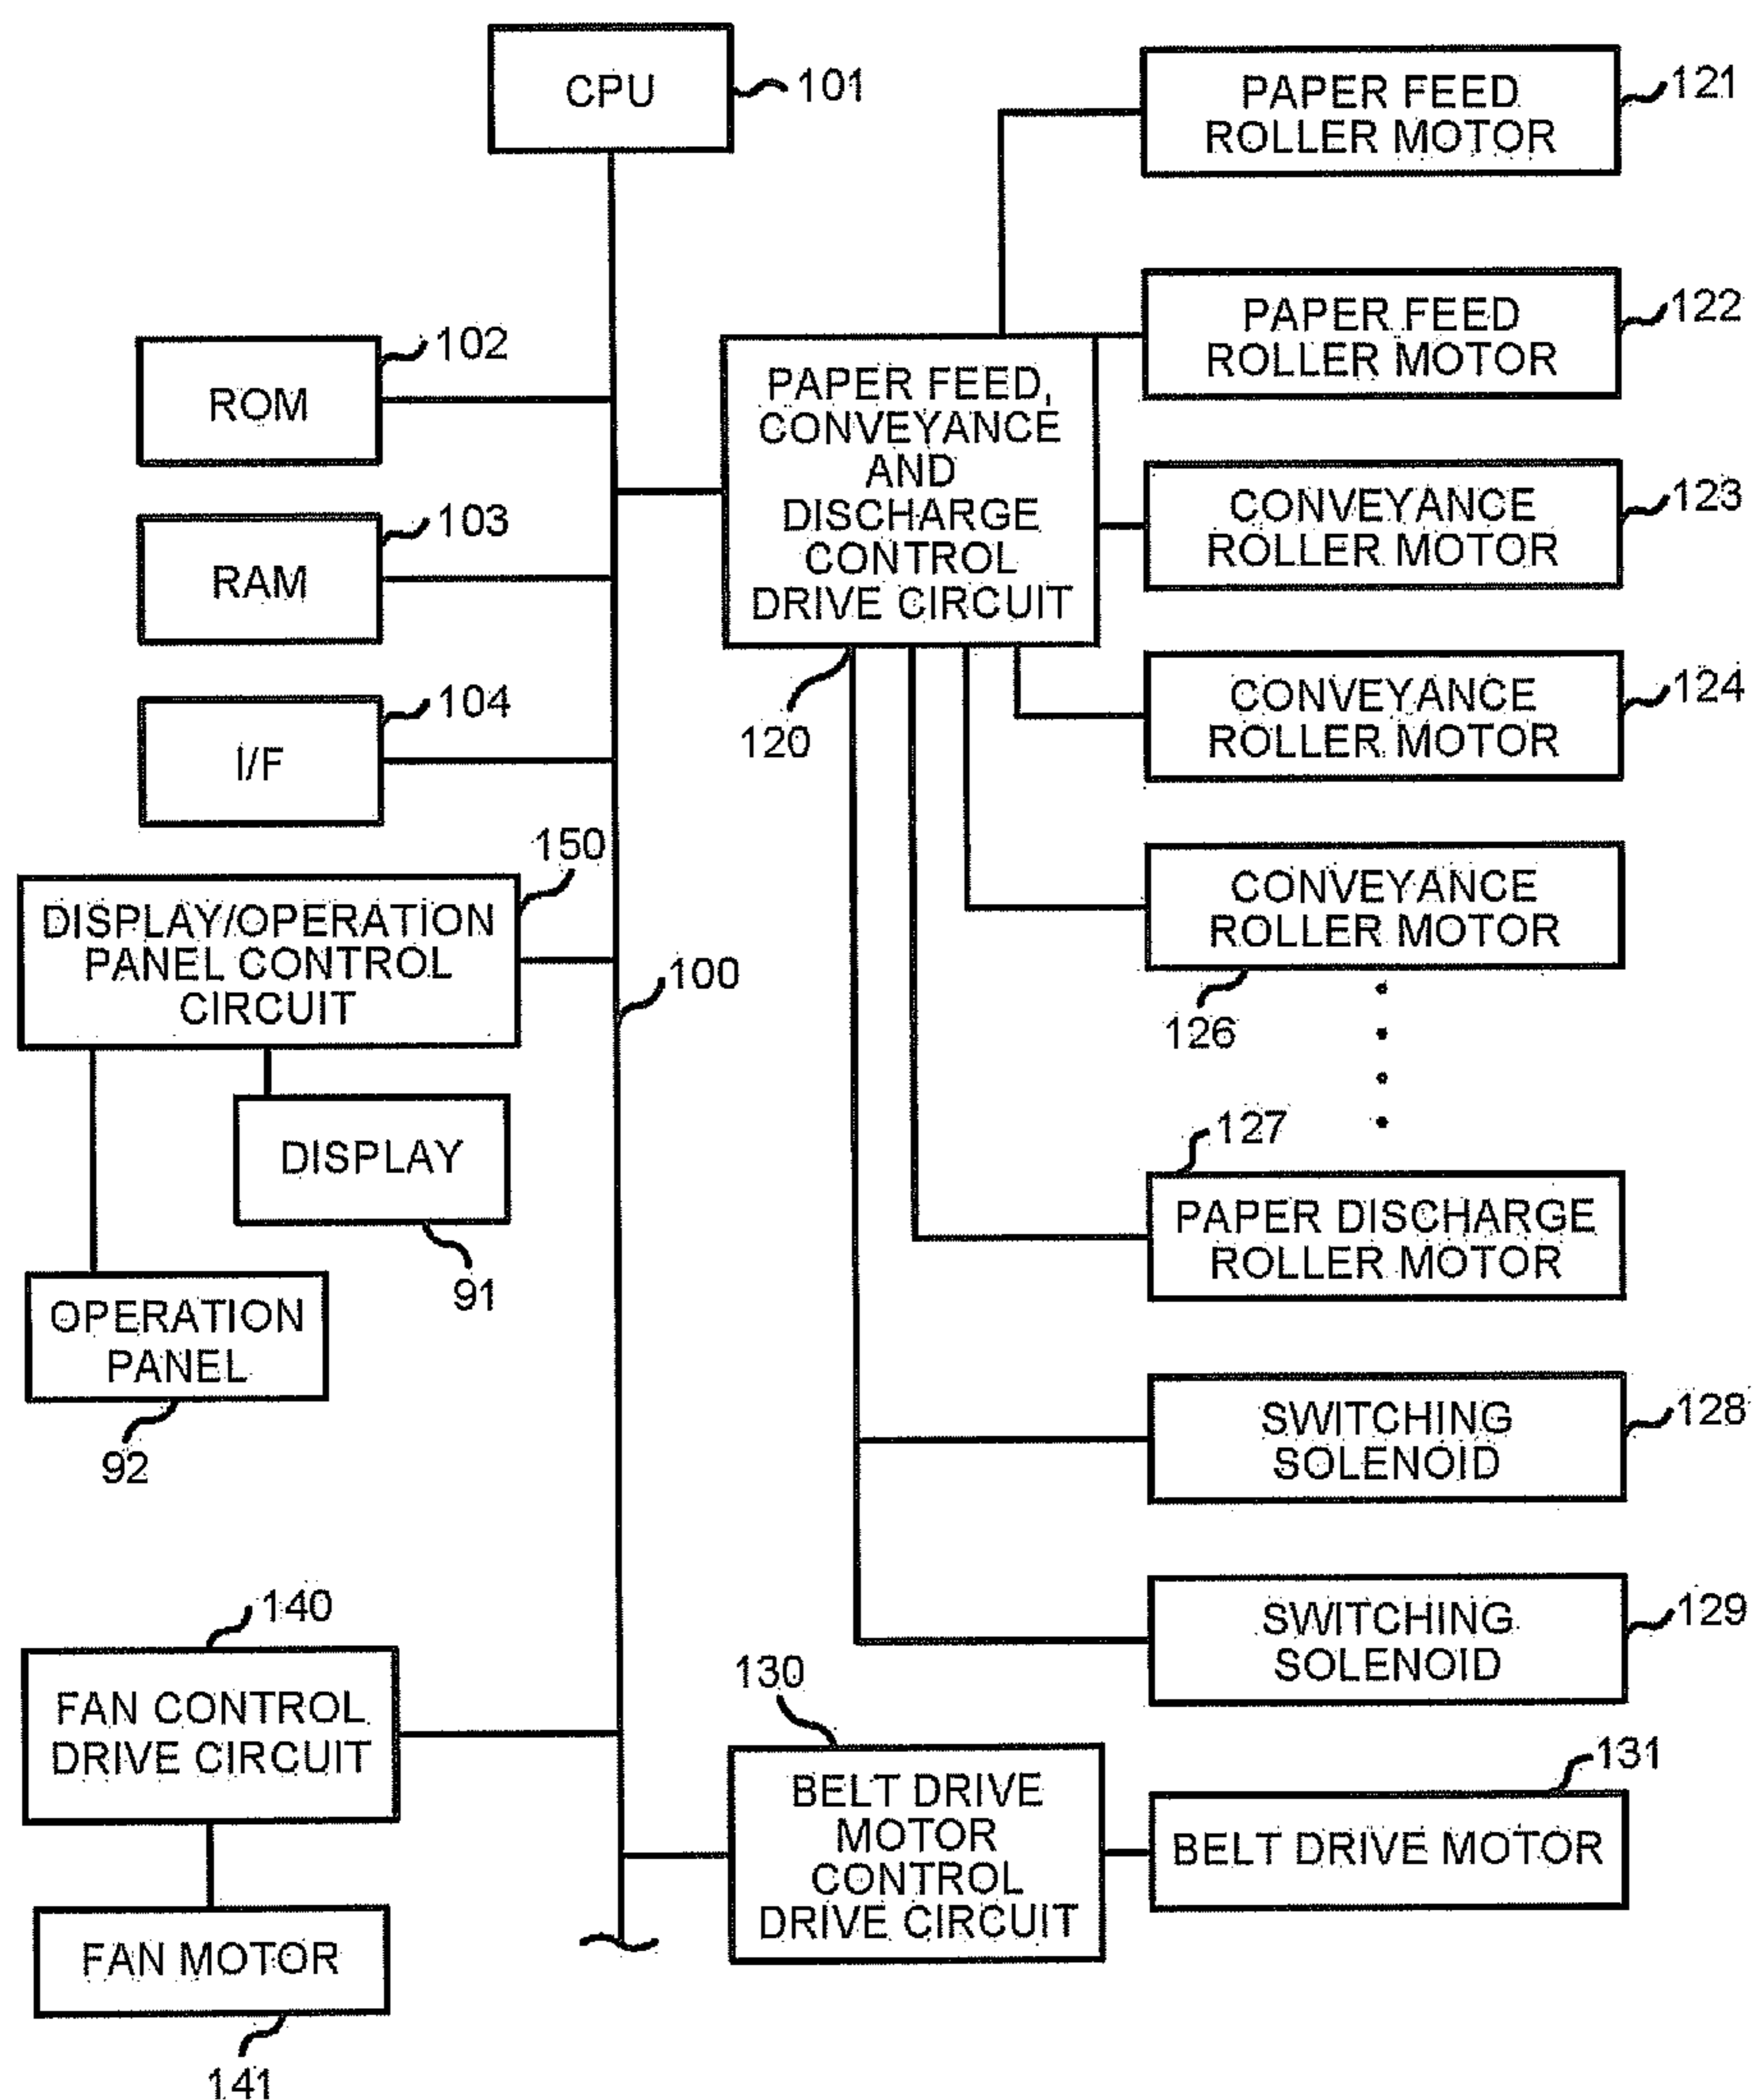 CPU
101
PAPER FEED
ROLLER MOTOR
121
PAPER FEED
ROLLER MOTOR
122
ROM
102
PAPER FEED,
CONVEYANCE
AND
DISCHARGE
CONTROL
DRIVE CIRCUIT
120
CONVEYANCE
ROLLER MOTOR
123
RAM
103
CONVEYANCE
ROLLER MOTOR
124
I/F
104
CONVEYANCE
ROLLER MOTOR
126
DISPLAY/OPERATION
PANEL CONTROL
CIRCUIT
150
100
DISPLAY
91
127
PAPER DISCHARGE
ROLLER MOTOR
OPERATION
PANEL
92
SWITCHING
SOLENOID
128
SWITCHING
SOLENOID
129
140
FAN CONTROL
DRIVE CIRCUIT
130
BELT DRIVE
MOTOR
CONTROL
DRIVE CIRCUIT
131
BELT DRIVE MOTOR
FAN MOTOR
141